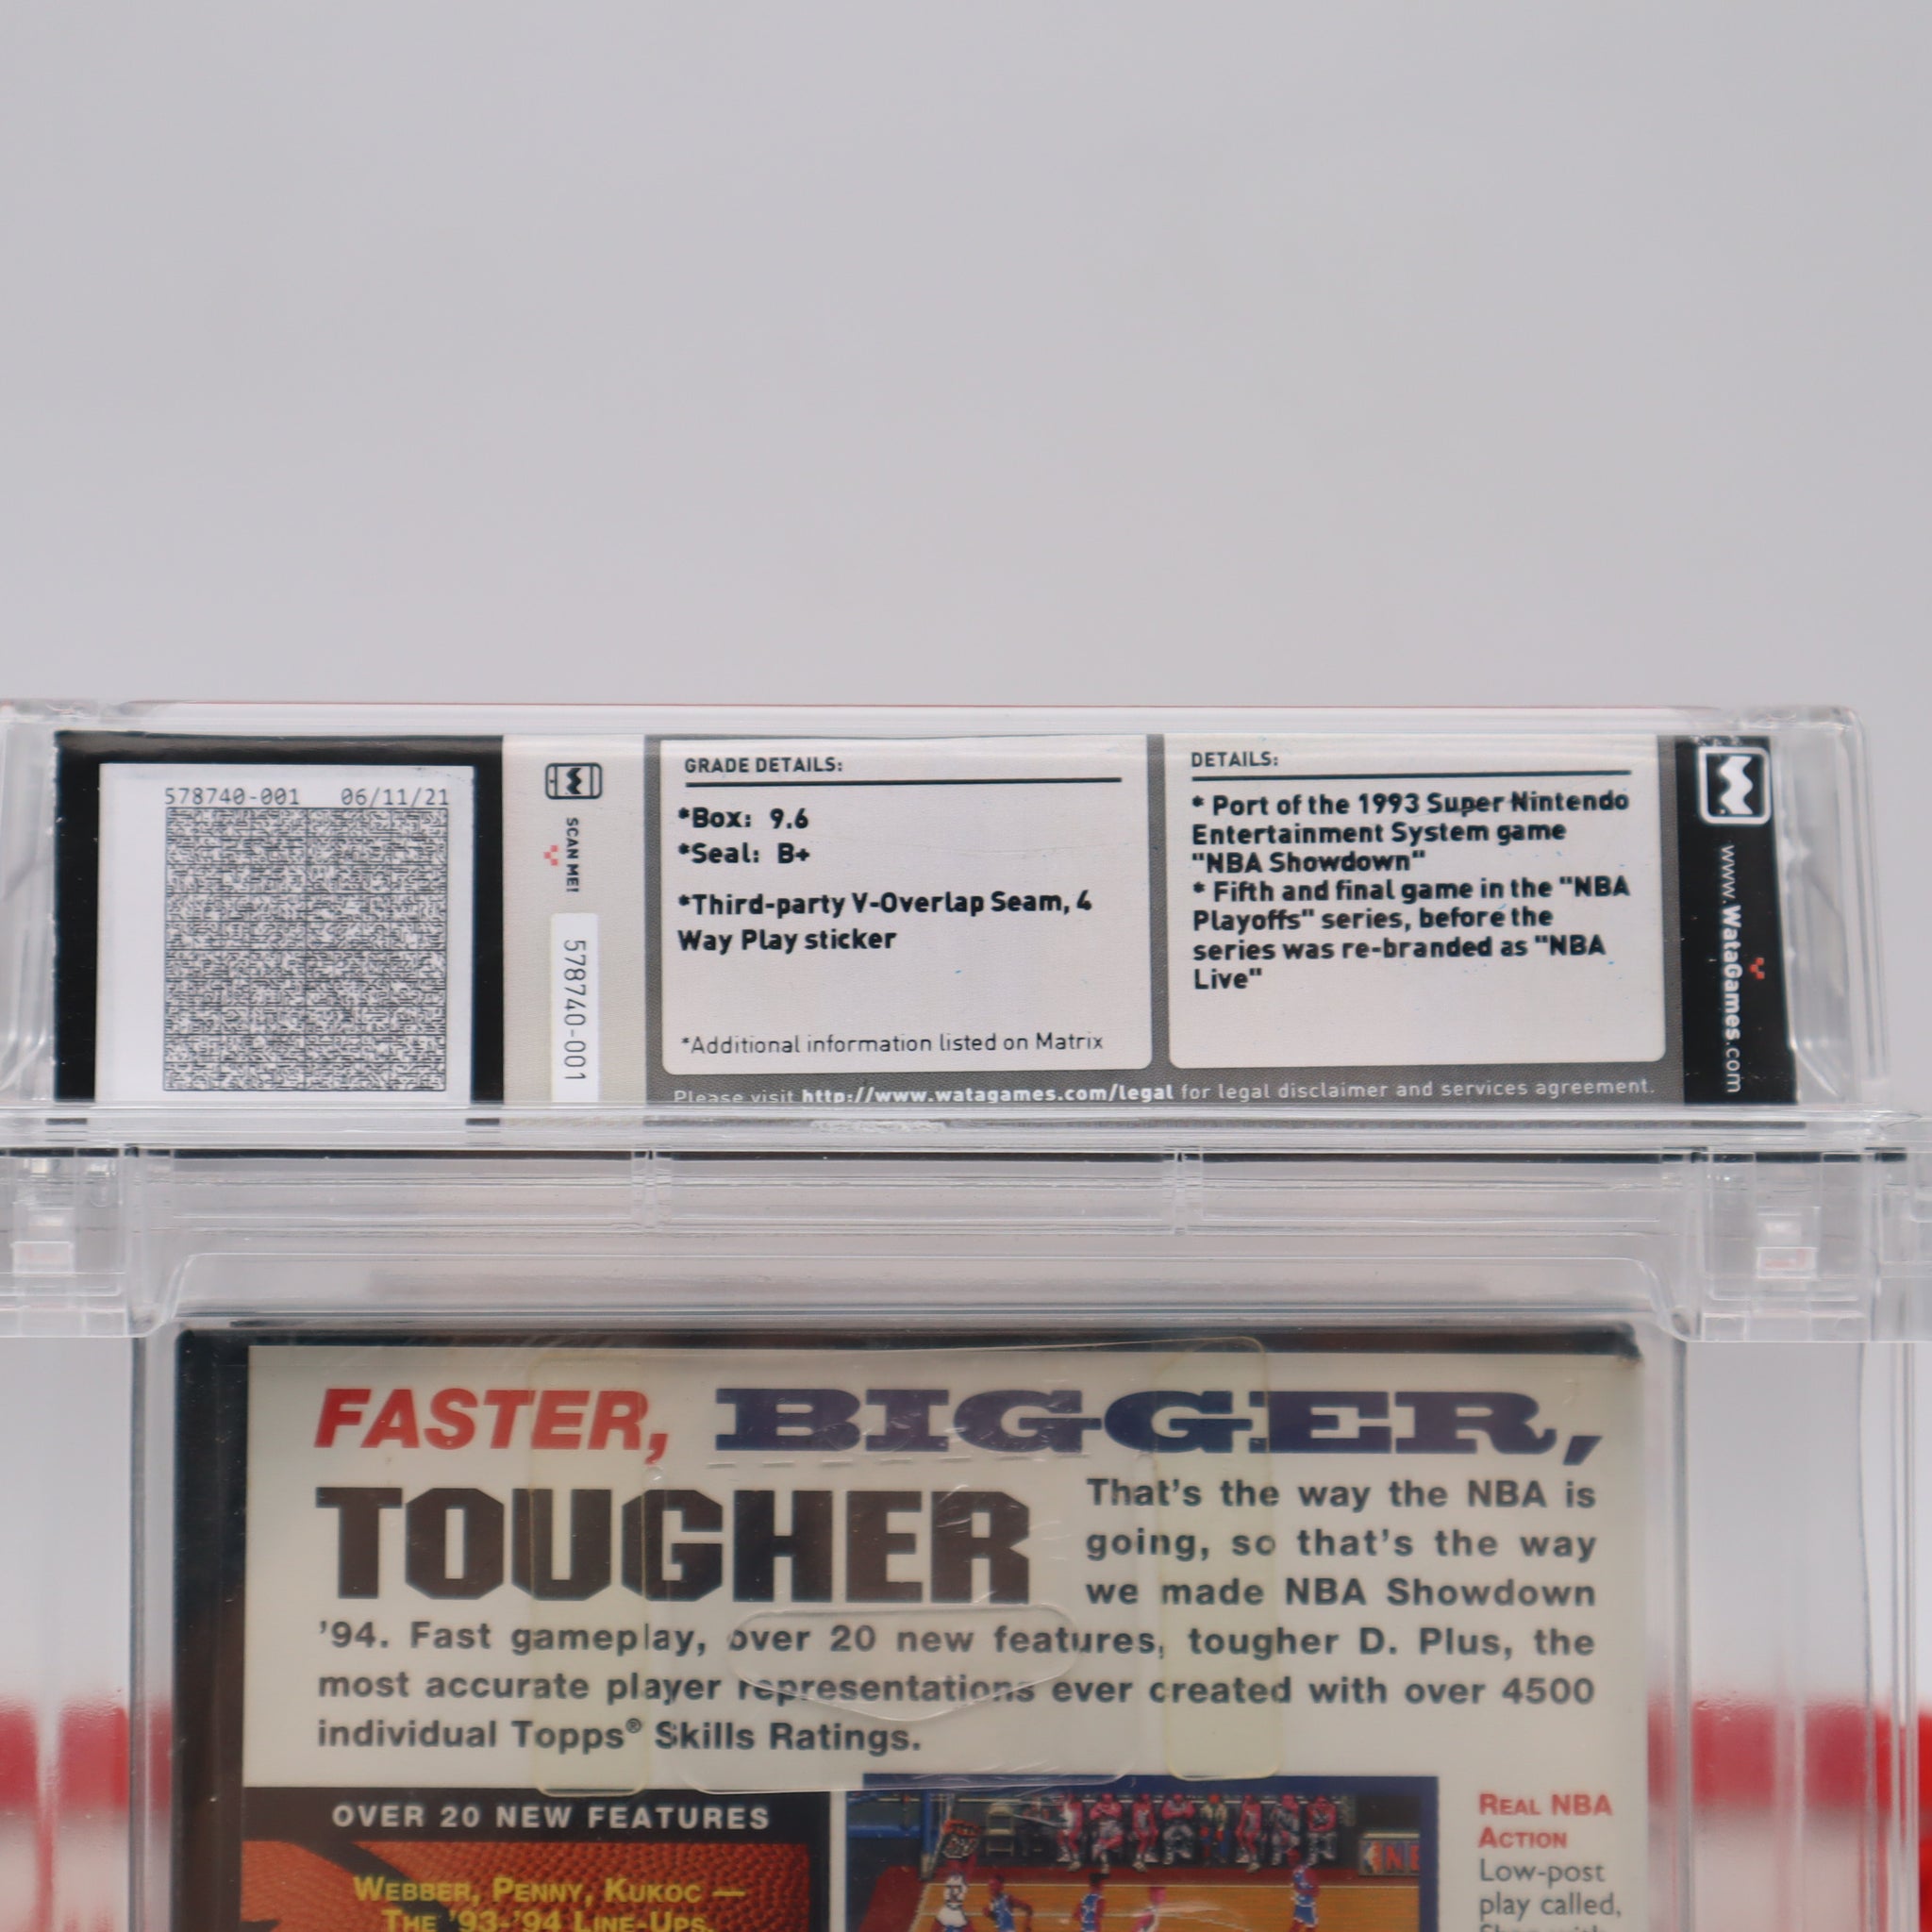 578740-001 06/11/21
SCAN ME!
578740-001
GRADE DETAILS:
*Box: 9.6
*Seal: B+
*Third-party V-Overlap Seam, 4
Way Play sticker
*Additional information listed on Matrix
DETAILS:
* Port of the 1993 Super Nintendo
Entertainment System game
"NBA Showdown"
* Fifth and final game in the "NBA
Playoffs" series, before the
series was re-branded as "NBA
Live"
www.WataGames.com
Please visit http://www.watagames.com/legal for legal disclaimer and services agreement.
FASTER, BIGGER,
TOUGHER
That's the way the NBA is
going, so that's the way
we made NBA Showdown
'94. Fast gameplay, over 20 new features, tougher D. Plus, the
most accurate player representations ever created with over 4500
individual Topps® Skills Ratings.
OVER 20 NEW FEATURES
WEBBER, PENNY, KUKOC —
THE '93-'94 LINE-UPS.
REAL NBA
ACTION
Low-post
play called,